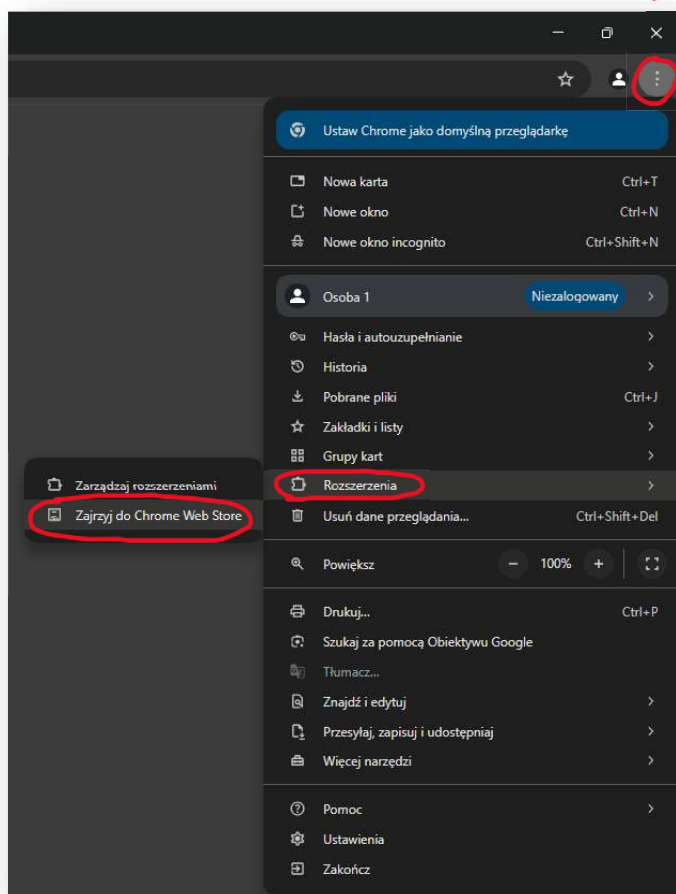 Ustaw Chrome jako domyślną przeglądarkę
Nowa karta Ctrl+T
Nowe okno Ctrl+N
Nowe okno incognito Ctrl+Shift+N
Osoba 1 Niezalogowany
Hasła i autouzupełnianie
Historia
Pobrane pliki Ctrl+J
Zakładki i listy
Grupy kart
Zarządzaj rozszerzeniami
Rozszerzenia
Zajrzyj do Chrome Web Store
Usuń dane przeglądania... Ctrl+Shift+Del
Powiększ − 100% +
Drukuj... Ctrl+P
Szukaj za pomocą Obiektywu Google
Tłumacz...
Znajdź i edytuj
Przesyłaj, zapisuj i udostępniaj
Więcej narzędzi
Pomoc
Ustawienia
Zakończ